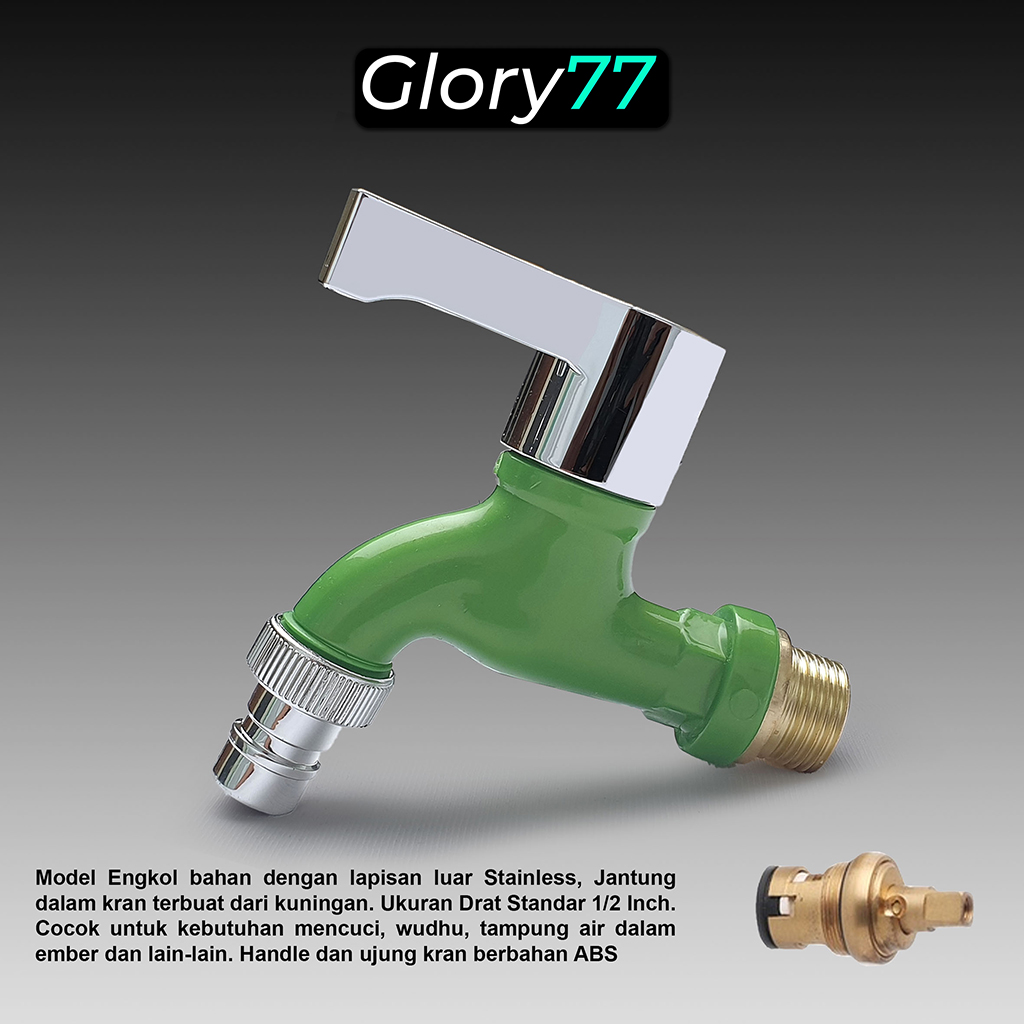 Glory77
Model Engkol bahan dengan lapisan luar Stainless, Jantung
dalam kran terbuat dari kuningan. Ukuran Drat Standar 1/2 Inch.
Cocok untuk kebutuhan mencuci, wudhu, tampung air dalam
ember dan lain-lain. Handle dan ujung kran berbahan ABS